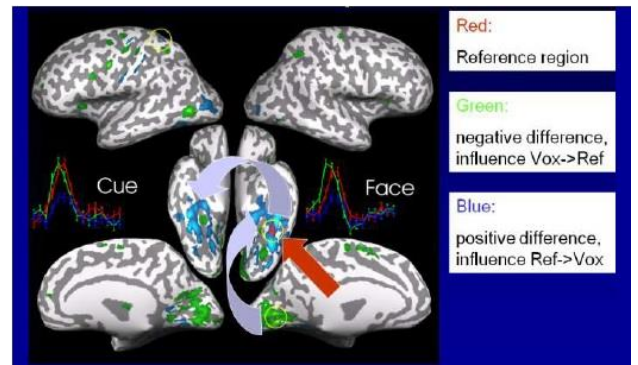 Cue
Face
Red:
Reference region
Green:
negative difference,
influence Vox->Ref
Blue:
positive difference,
influence Ref->Vox